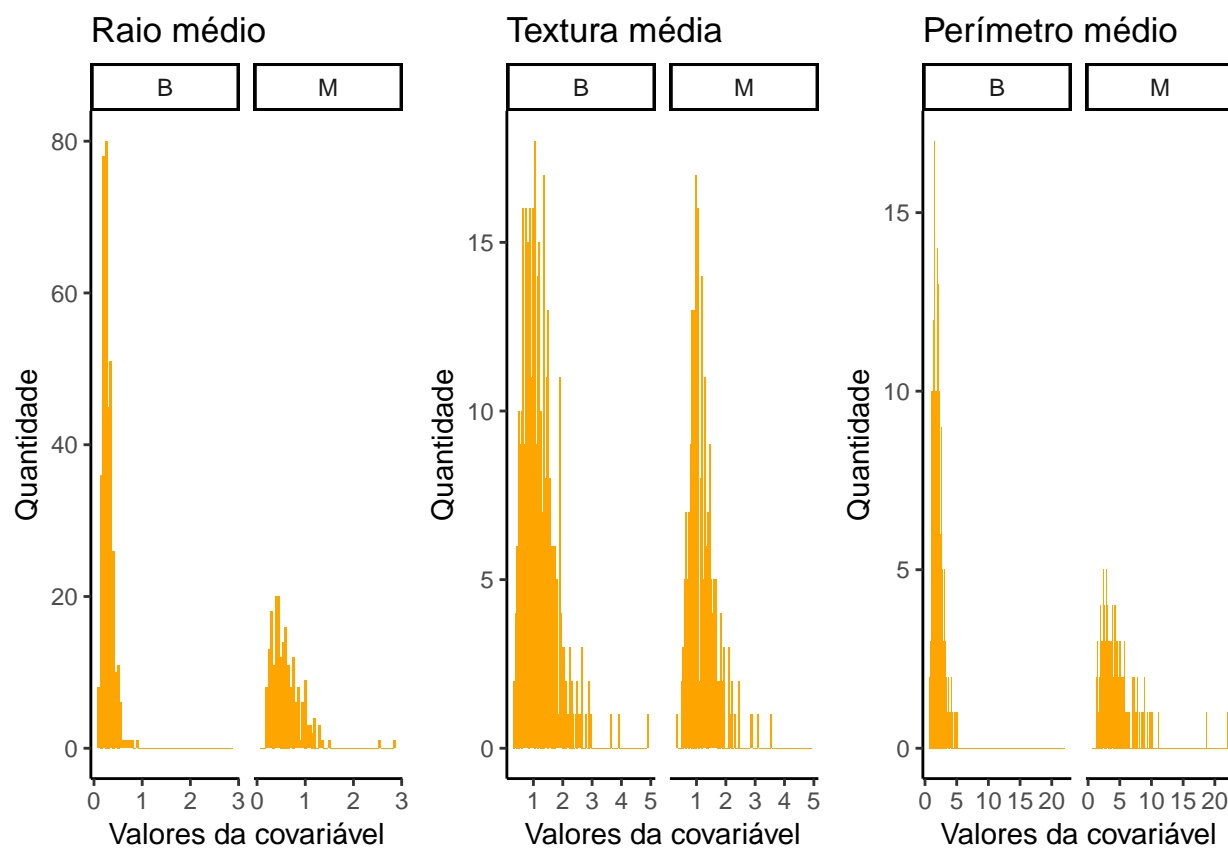 Raio médio
B
M
80
60
40
20
0
Quantidade
0 1 2 3
0 1 2 3
Valores da covariável
Textura média
B
M
15
10
5
0
Quantidade
1 2 3 4 5
1 2 3 4 5
Valores da covariável
Perímetro médio
B
M
15
10
5
0
Quantidade
0 5 10 15 20
0 5 10 15 20
Valores da covariável